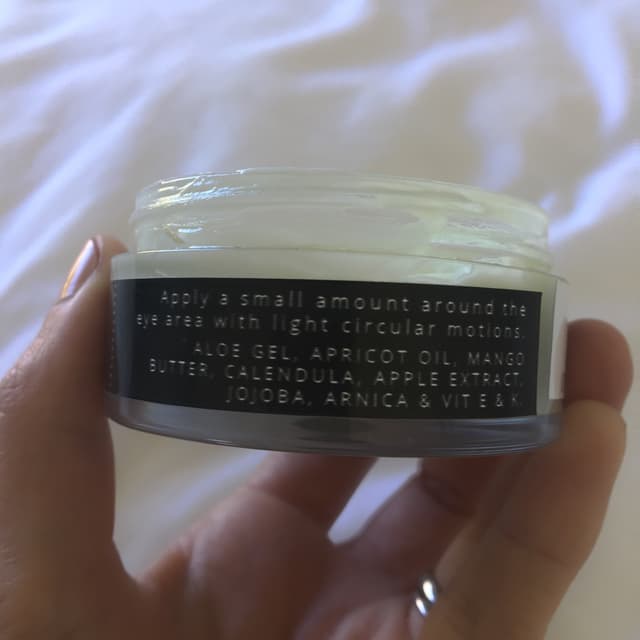 Apply a small amount around the
eye area with light circular motions.
ALOE GEL, APRICOT OIL, MANGO
BUTTER, CALENDULA, APPLE EXTRACT,
JOJOBA, ARNICA & VIT E & K.